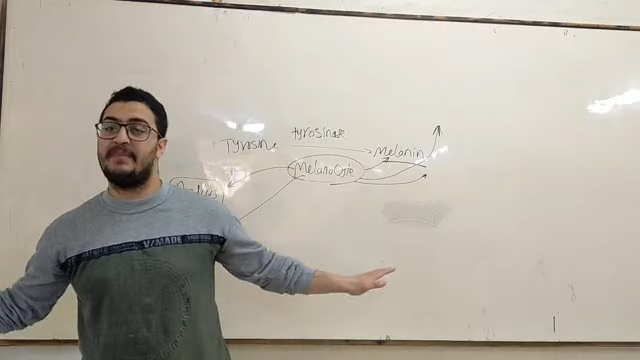 tyrosinase
Tyrosine
Melanin
Melanocyte
V/MADE